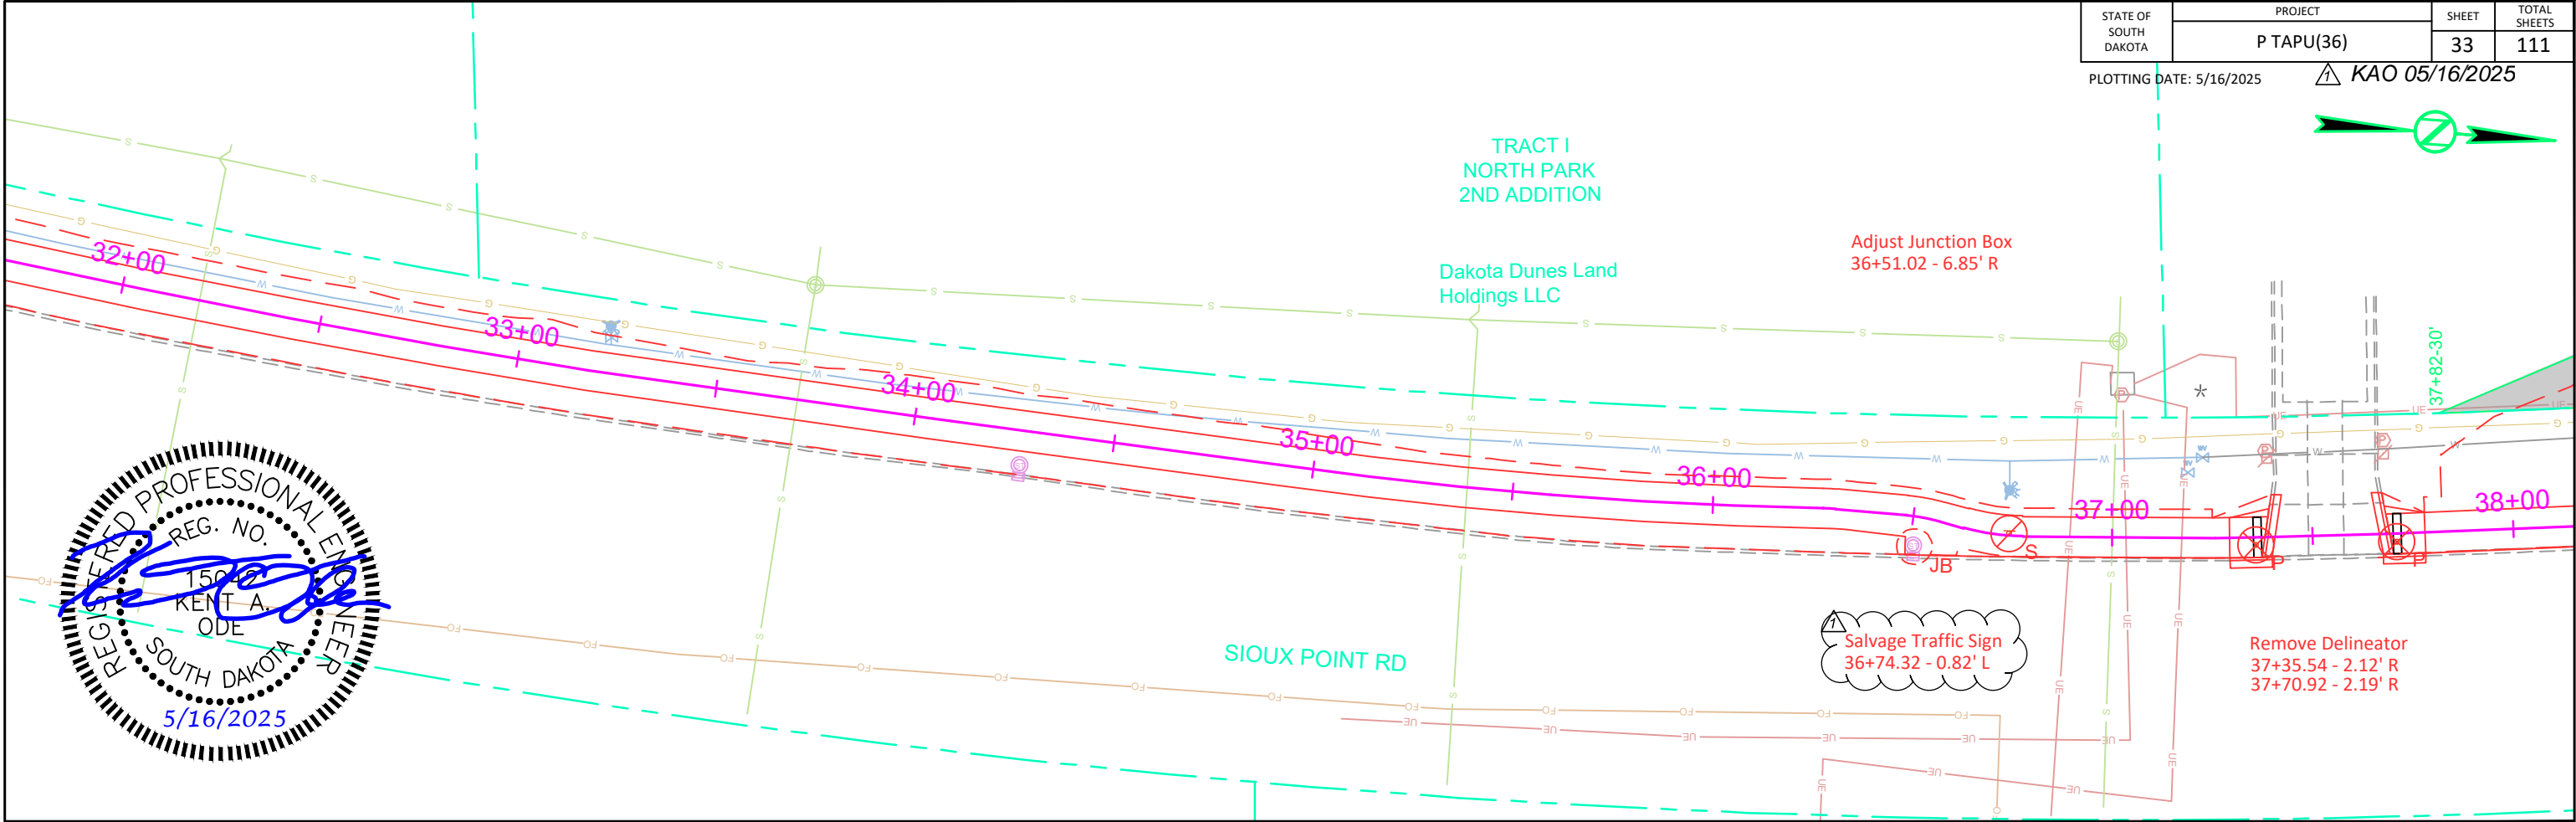 STATE OF
SOUTH
DAKOTA
PROJECT
P TAPU(36)
SHEET
33
TOTAL
SHEETS
111
PLOTTING DATE: 5/16/2025
1 KAO 05/16/2025
TRACT I
NORTH PARK
2ND ADDITION
Dakota Dunes Land
Holdings LLC
Adjust Junction Box
36+51.02 - 6.85' R
32+00
33+00
34+00
35+00
36+00
37+00
38+00
37+82-30'
JB
S
P
P
SIOUX POINT RD
1
Salvage Traffic Sign
36+74.32 - 0.82' L
Remove Delineator
37+35.54 - 2.12' R
37+70.92 - 2.19' R
REGISTERED PROFESSIONAL ENGINEER
REG. NO.
15049
KENT A.
ODE
SOUTH DAKOTA
5/16/2025